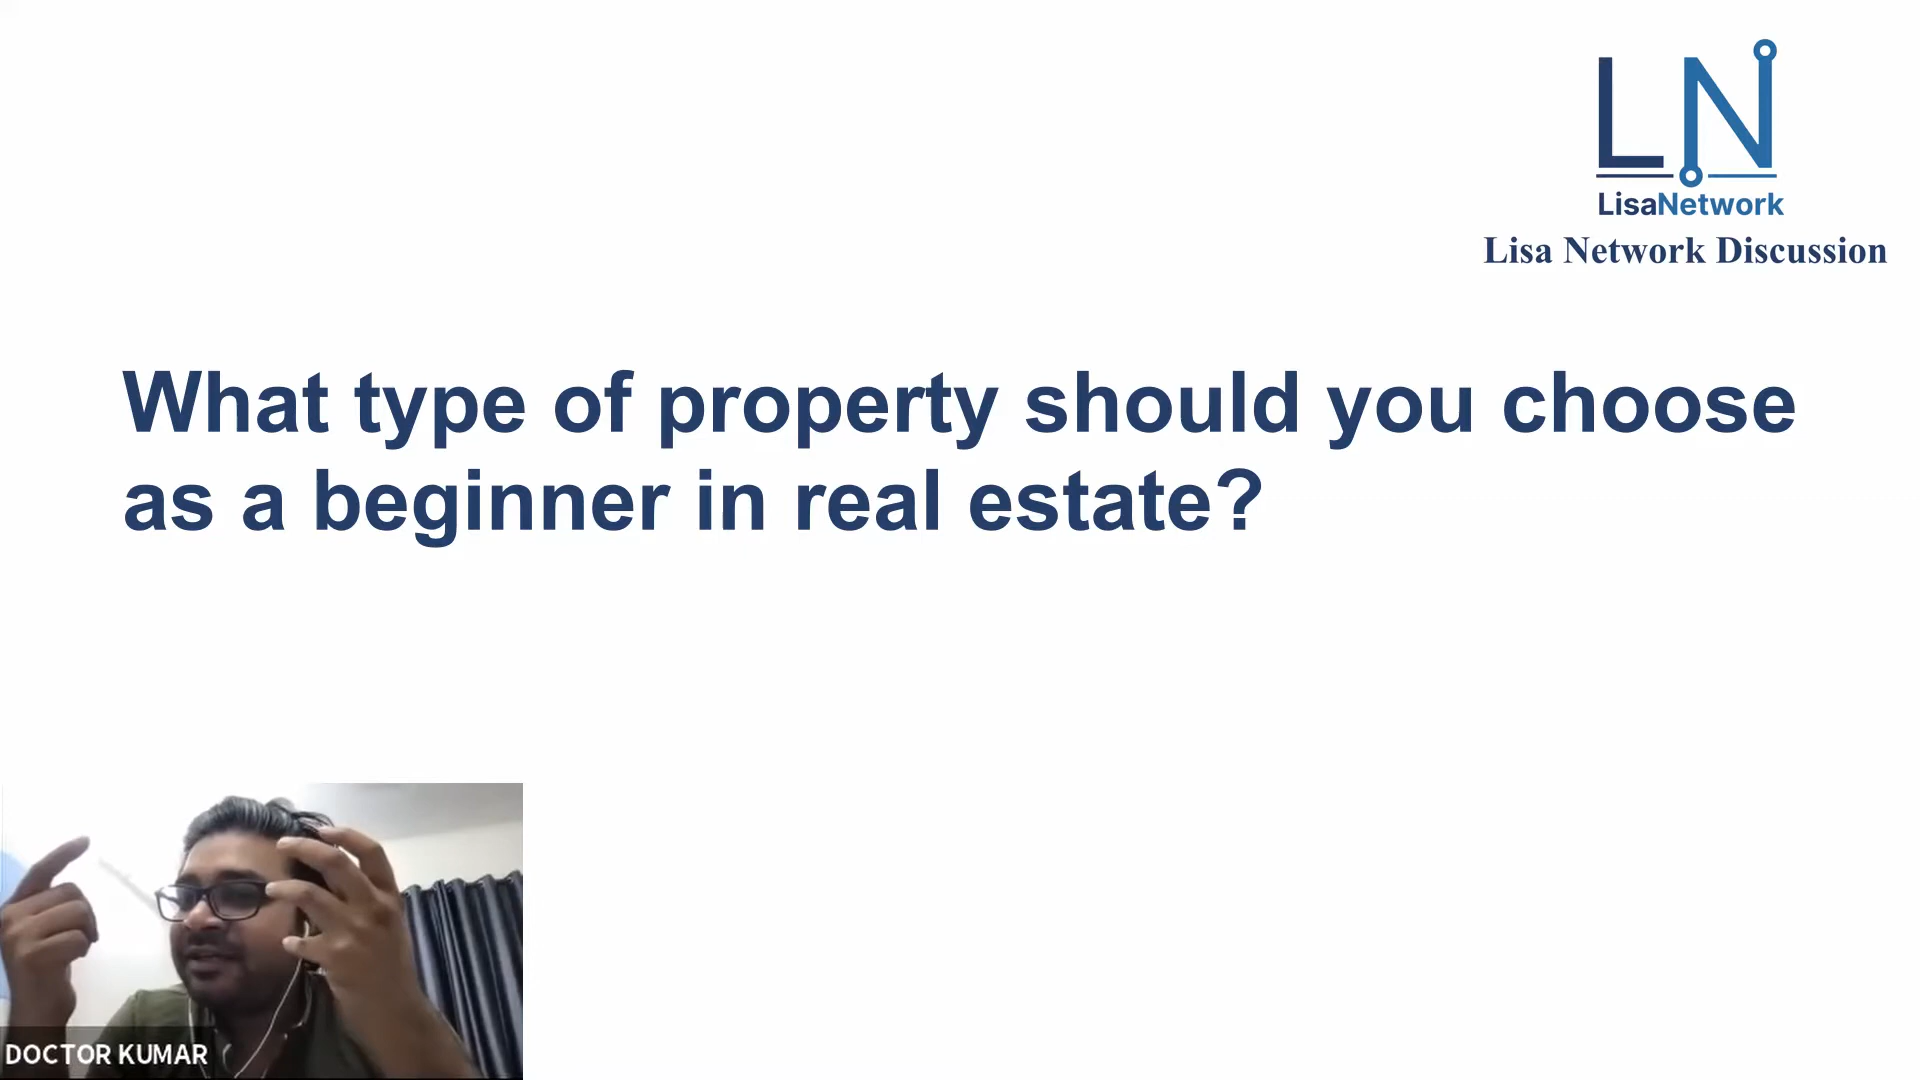 LN
LisaNetwork
Lisa Network Discussion
What type of property should you choose
as a beginner in real estate?
DOCTOR KUMAR